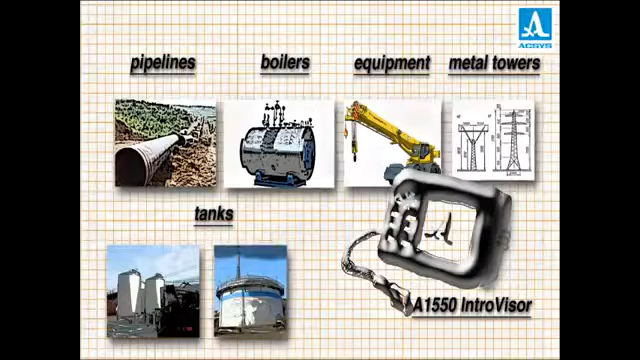 ACSYS
pipelines
boilers
equipment
metal towers
tanks
A1550 IntroVisor